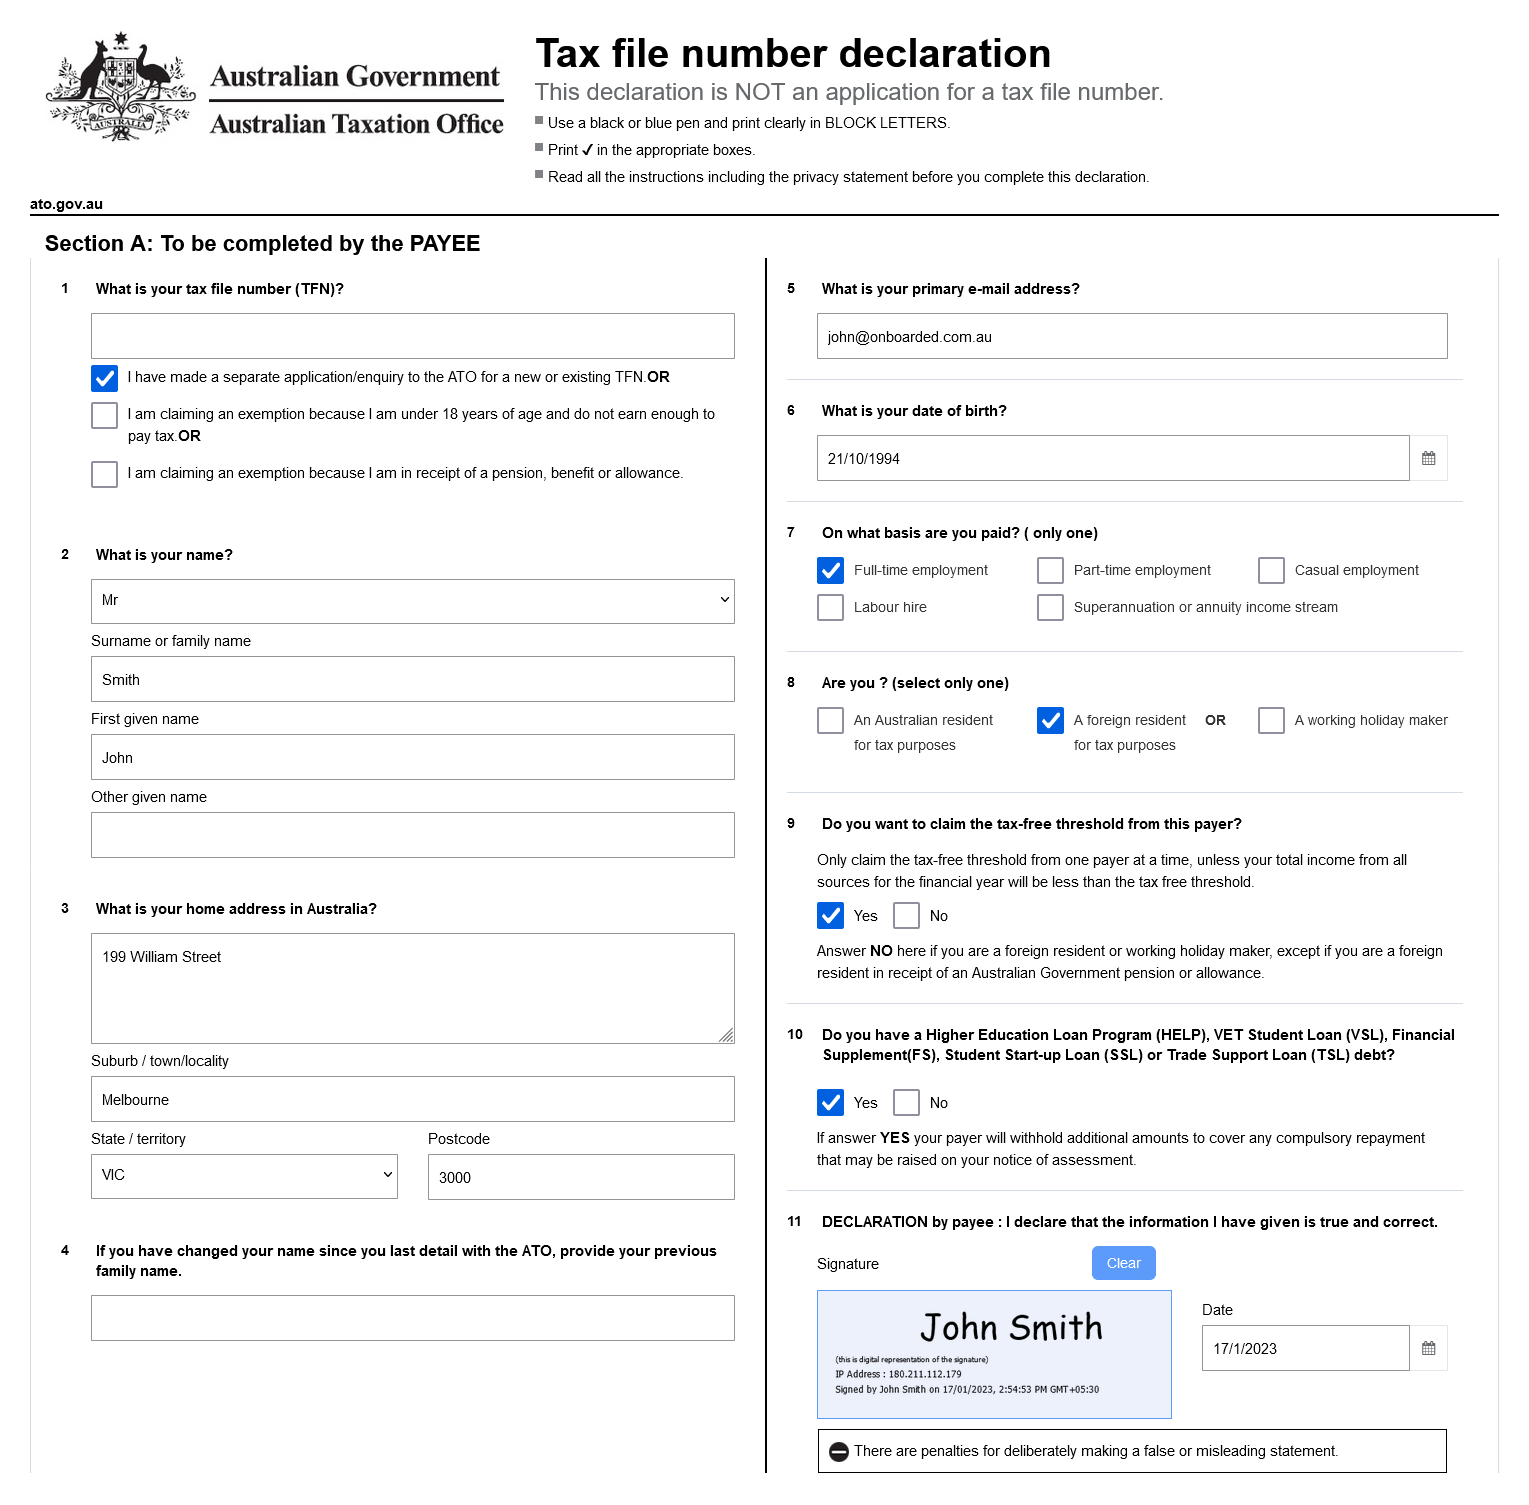 Australian Government
Australian Taxation Office
AUSTRALIA
Tax file number declaration
This declaration is NOT an application for a tax file number.
Use a black or blue pen and print clearly in BLOCK LETTERS.
Print ✓ in the appropriate boxes.
Read all the instructions including the privacy statement before you complete this declaration.
ato.gov.au
Section A: To be completed by the PAYEE
1 What is your tax file number (TFN)?
I have made a separate application/enquiry to the ATO for a new or existing TFN.OR
I am claiming an exemption because I am under 18 years of age and do not earn enough to
pay tax.OR
I am claiming an exemption because I am in receipt of a pension, benefit or allowance.
2 What is your name?
Mr
Surname or family name
Smith
First given name
John
Other given name
3 What is your home address in Australia?
199 William Street
Suburb / town/locality
Melbourne
State / territory Postcode
VIC 3000
4 If you have changed your name since you last detail with the ATO, provide your previous
family name.
5 What is your primary e-mail address?
john@onboarded.com.au
6 What is your date of birth?
21/10/1994
7 On what basis are you paid? ( only one)
Full-time employment Part-time employment Casual employment
Labour hire Superannuation or annuity income stream
8 Are you ? (select only one)
An Australian resident A foreign resident OR A working holiday maker
for tax purposes for tax purposes
9 Do you want to claim the tax-free threshold from this payer?
Only claim the tax-free threshold from one payer at a time, unless your total income from all
sources for the financial year will be less than the tax free threshold.
Yes No
Answer NO here if you are a foreign resident or working holiday maker, except if you are a foreign
resident in receipt of an Australian Government pension or allowance.
10 Do you have a Higher Education Loan Program (HELP), VET Student Loan (VSL), Financial
Supplement(FS), Student Start-up Loan (SSL) or Trade Support Loan (TSL) debt?
Yes No
If answer YES your payer will withhold additional amounts to cover any compulsory repayment
that may be raised on your notice of assessment.
11 DECLARATION by payee : I declare that the information I have given is true and correct.
Signature Clear
John Smith
(this is digital representation of the signature)
IP Address : 180.211.112.179
Signed by John Smith on 17/01/2023, 2:54:53 PM GMT+05:30
Date
17/1/2023
There are penalties for deliberately making a false or misleading statement.